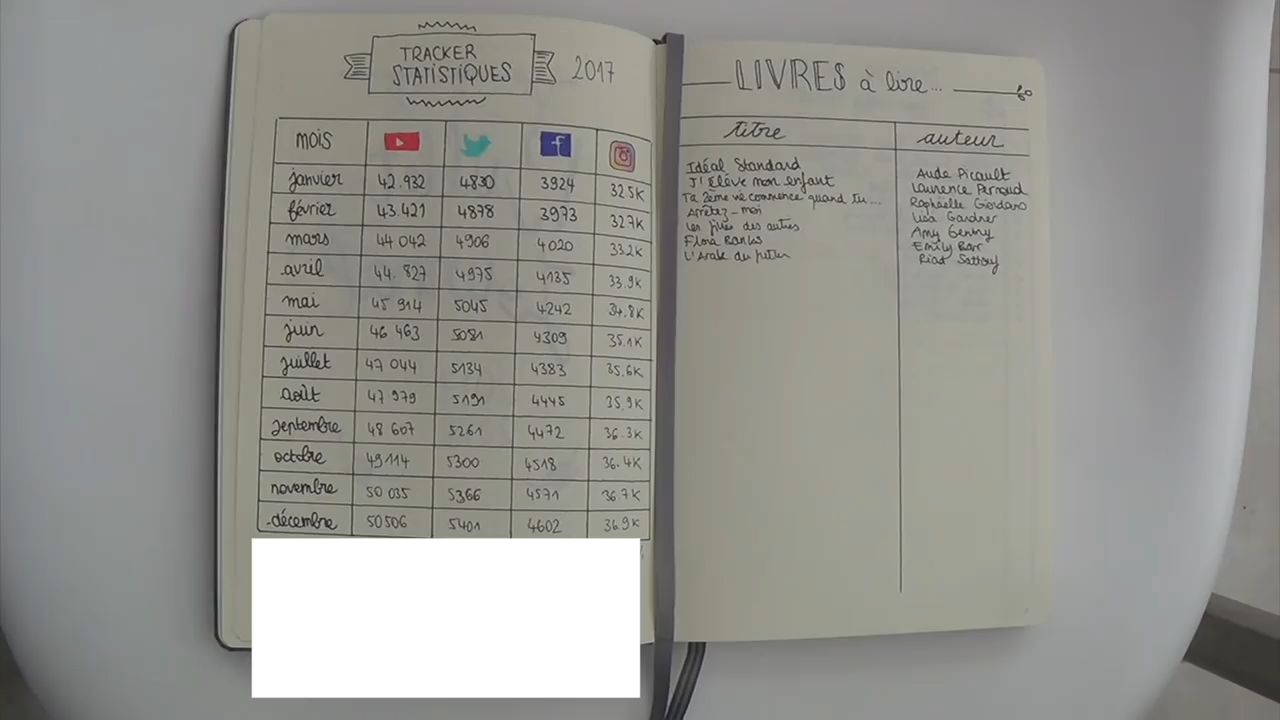 TRACKER
STATISTIQUES
2017
mois
janvier 42.932 4830 3924 32.5K
février 43.421 4878 3973 32.7K
mars 44 042 4906 4020 33.2K
avril 44.827 4975 4135 33.9K
mai 45 914 5045 4242 34.8K
juin 46 463 5081 4309 35.1K
juillet 47 044 5134 4383 35.6K
août 47 979 5191 4445 35.9K
septembre 48 607 5261 4472 36.3K
octobre 49114 5300 4518 36.4K
novembre 50 035 5366 4571 36.7K
décembre 50506 5401 4602 36.9K
LIVRES à lire...
titre auteur
Idéal Standard Aude Picault
J'élève mon enfant Laurence Pernoud
Ta 2ème vie commence quand tu... Raphaëlle Giordano
Arrêtez-moi Lisa Gardner
Les filles des autres Amy Gentry
Flora Banks Emily Barr
L'Arabe du futur Riad Sattouf